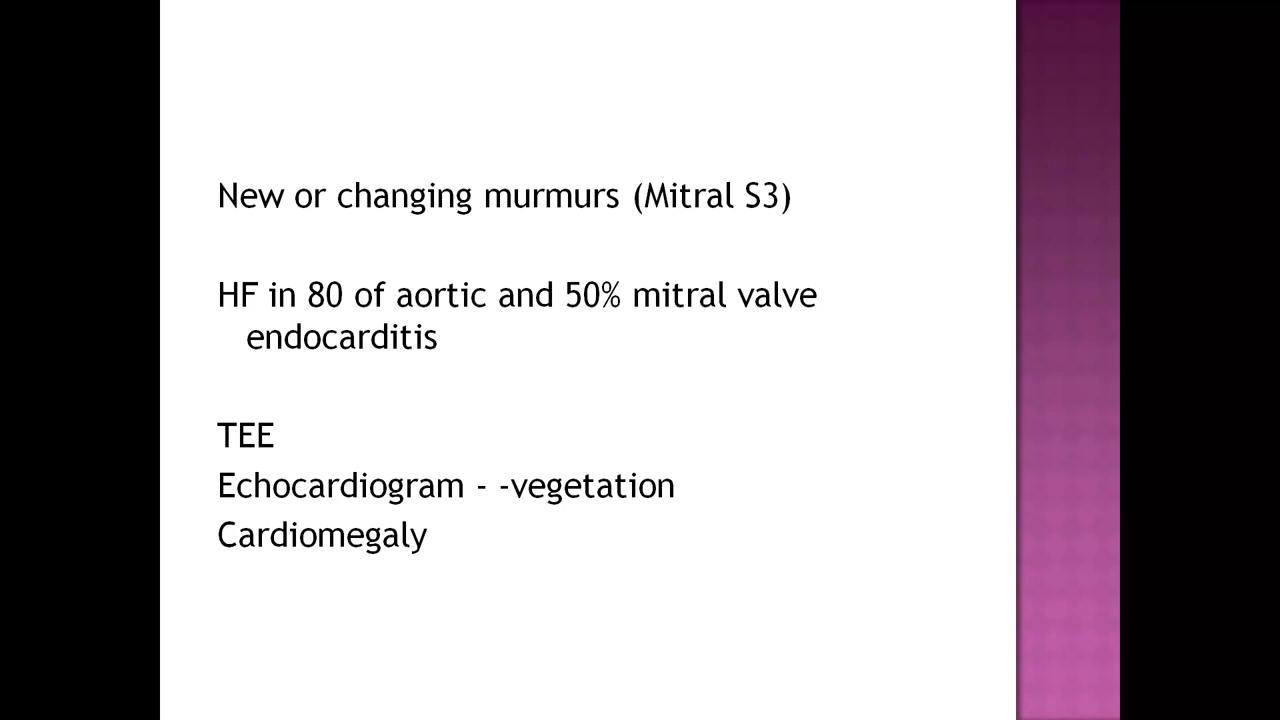 New or changing murmurs (Mitral S3)
HF in 80 of aortic and 50% mitral valve
endocarditis
TEE
Echocardiogram - -vegetation
Cardiomegaly